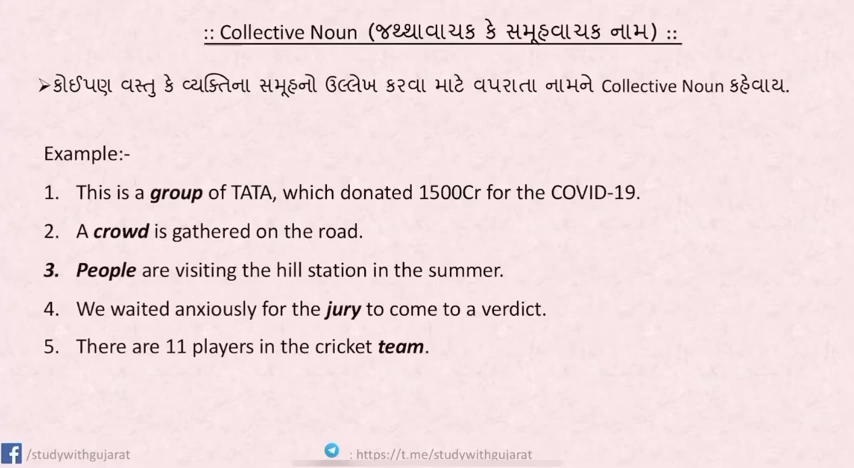 :: Collective Noun (જથ્થાવાચક કે સમૂહવાચક નામ) ::
➢કોઈપણ વસ્તુ કે વ્યક્તિના સમૂહનો ઉલ્લેખ કરવા માટે વપરાતા નામને Collective Noun કહેવાય.
Example:-
1. This is a group of TATA, which donated 1500Cr for the COVID-19.
2. A crowd is gathered on the road.
3. People are visiting the hill station in the summer.
4. We waited anxiously for the jury to come to a verdict.
5. There are 11 players in the cricket team.
/studywithgujarat : https://t.me/studywithgujarat